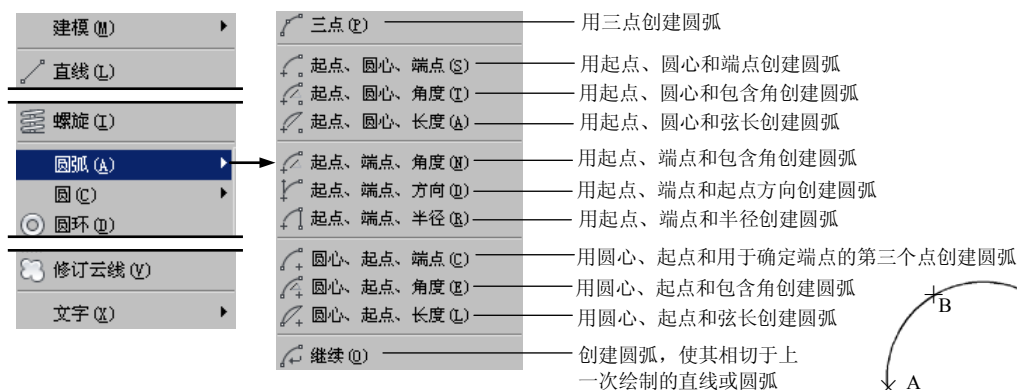 建模(M)
直线(L)
螺旋(I)
圆弧(A)
圆(C)
圆环(D)
修订云线(V)
文字(X)
三点(P)
起点、圆心、端点(S)
起点、圆心、角度(T)
起点、圆心、长度(A)
起点、端点、角度(N)
起点、端点、方向(D)
起点、端点、半径(R)
圆心、起点、端点(C)
圆心、起点、角度(E)
圆心、起点、长度(L)
继续(O)
用三点创建圆弧
用起点、圆心和端点创建圆弧
用起点、圆心和包含角创建圆弧
用起点、圆心和弦长创建圆弧
用起点、端点和包含角创建圆弧
用起点、端点和起点方向创建圆弧
用起点、端点和半径创建圆弧
用圆心、起点和用于确定端点的第三个点创建圆弧
用圆心、起点和包含角创建圆弧
用圆心、起点和弦长创建圆弧
创建圆弧，使其相切于上
一次绘制的直线或圆弧
B
A